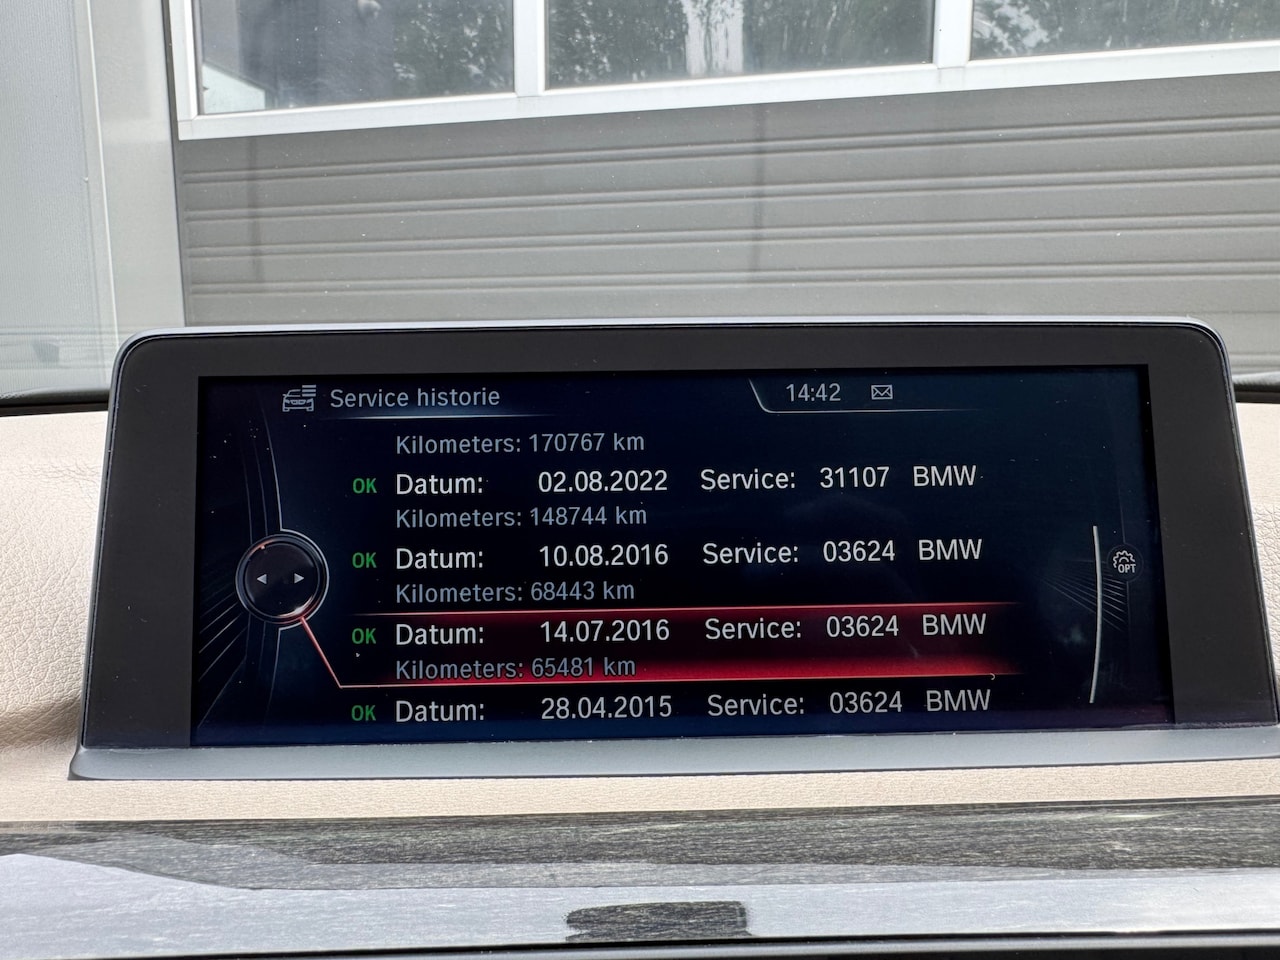 Service historie 14:42
Kilometers: 170767 km
OK Datum: 02.08.2022 Service: 31107 BMW
Kilometers: 148744 km
OK Datum: 10.08.2016 Service: 03624 BMW
Kilometers: 68443 km
OK Datum: 14.07.2016 Service: 03624 BMW
Kilometers: 65481 km
OK Datum: 28.04.2015 Service: 03624 BMW
OPT